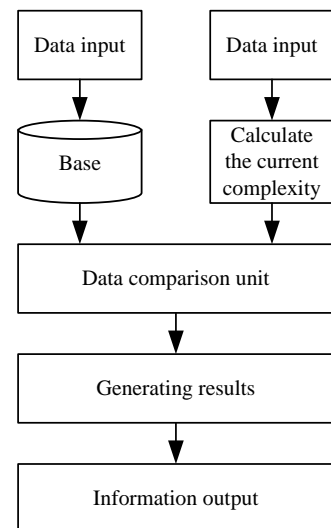 Data input
Data input
Base
Calculate
the current
complexity
Data comparison unit
Generating results
Information output